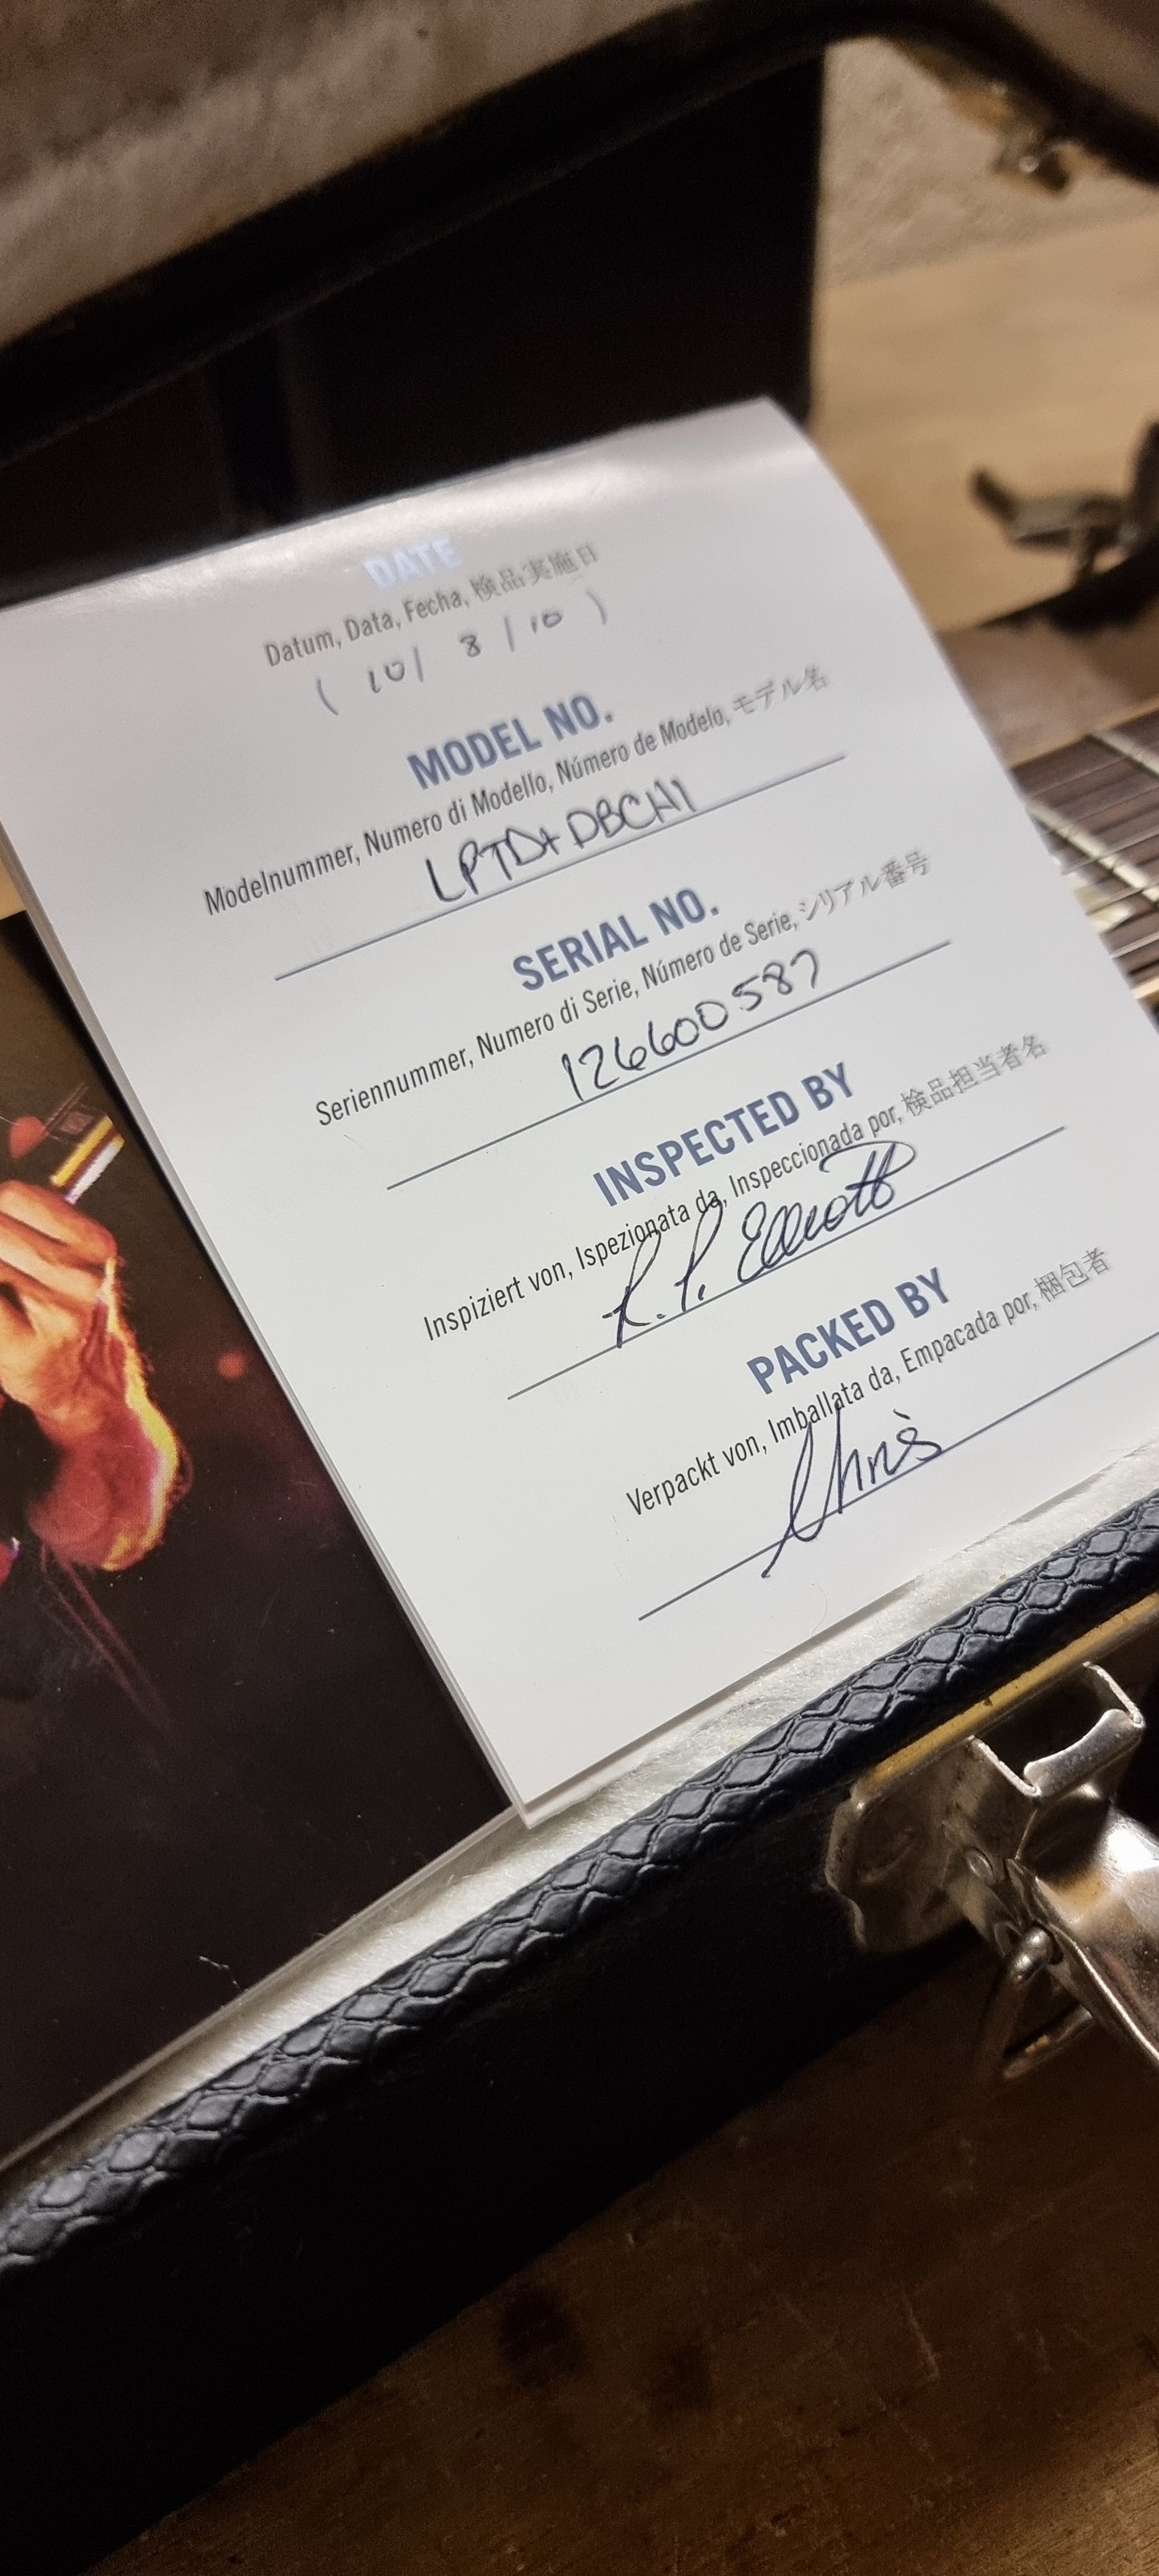 DATE
Datum, Data, Fecha, 検品実施日
( 10/ 8 / 10 )
MODEL NO.
Modelnummer, Numero di Modello, Número de Modelo, モデル名
LPTD+DBCH1
SERIAL NO.
Seriennummer, Numero di Serie, Número de Serie, シリアル番号
126600587
INSPECTED BY
Inspiziert von, Ispezionata da, Inspeccionada por, 検品担当者名
R.P. Elliott
PACKED BY
Verpackt von, Imballata da, Empacada por, 梱包者
Chris